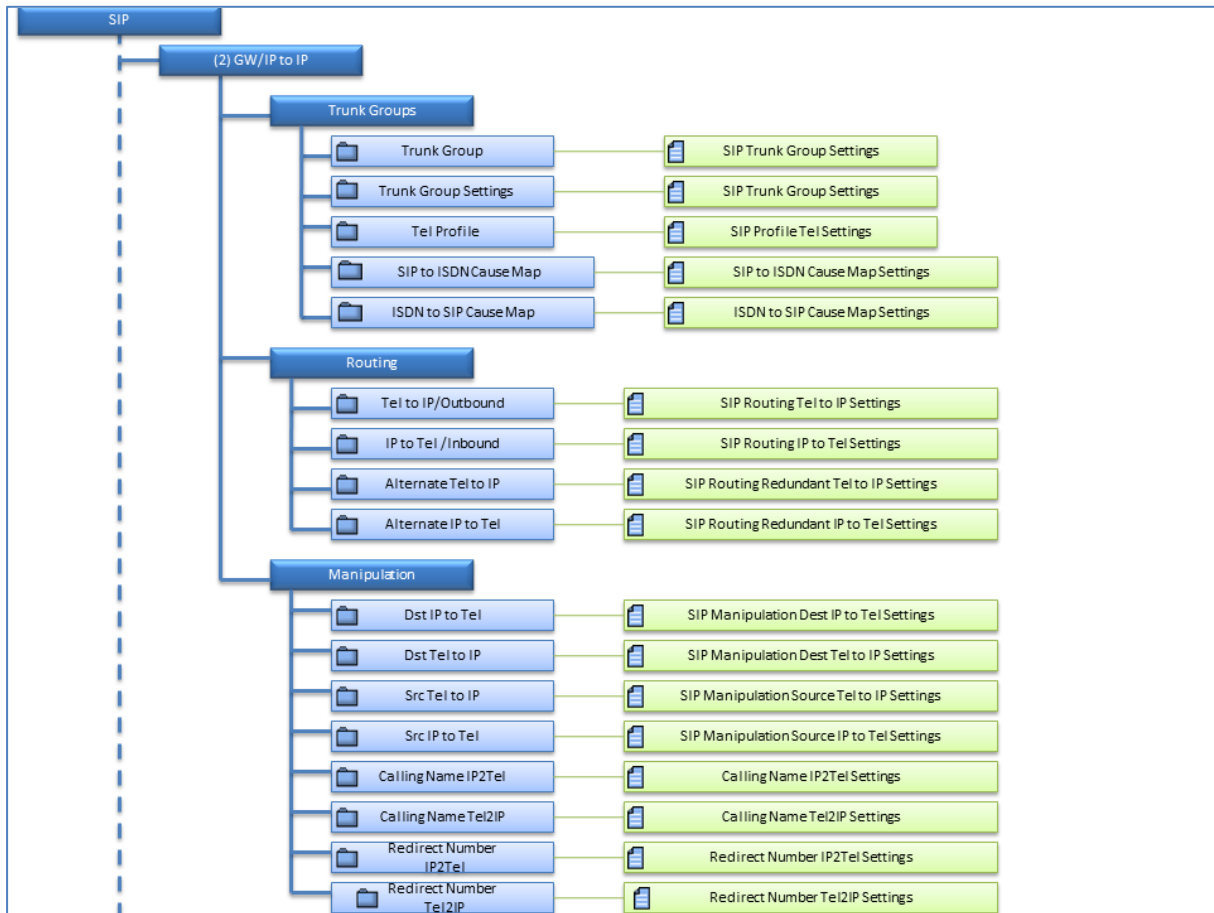 SIP
(2) GW/IP to IP
Trunk Groups
Trunk Group
SIP Trunk Group Settings
Trunk Group Settings
SIP Trunk Group Settings
Tel Profile
SIP Profile Tel Settings
SIP to ISDN Cause Map
SIP to ISDN Cause Map Settings
ISDN to SIP Cause Map
ISDN to SIP Cause Map Settings
Routing
Tel to IP/Outbound
SIP Routing Tel to IP Settings
IP to Tel /Inbound
SIP Routing IP to Tel Settings
Alternate Tel to IP
SIP Routing Redundant Tel to IP Settings
Alternate IP to Tel
SIP Routing Redundant IP to Tel Settings
Manipulation
Dst IP to Tel
SIP Manipulation Dest IP to Tel Settings
Dst Tel to IP
SIP Manipulation Dest Tel to IP Settings
Src Tel to IP
SIP Manipulation Source Tel to IP Settings
Src IP to Tel
SIP Manipulation Source IP to Tel Settings
Calling Name IP2Tel
Calling Name IP2Tel Settings
Calling Name Tel2IP
Calling Name Tel2IP Settings
Redirect Number
IP2Tel
Redirect Number IP2Tel Settings
Redirect Number
Tel2IP
Redirect Number Tel2IP Settings